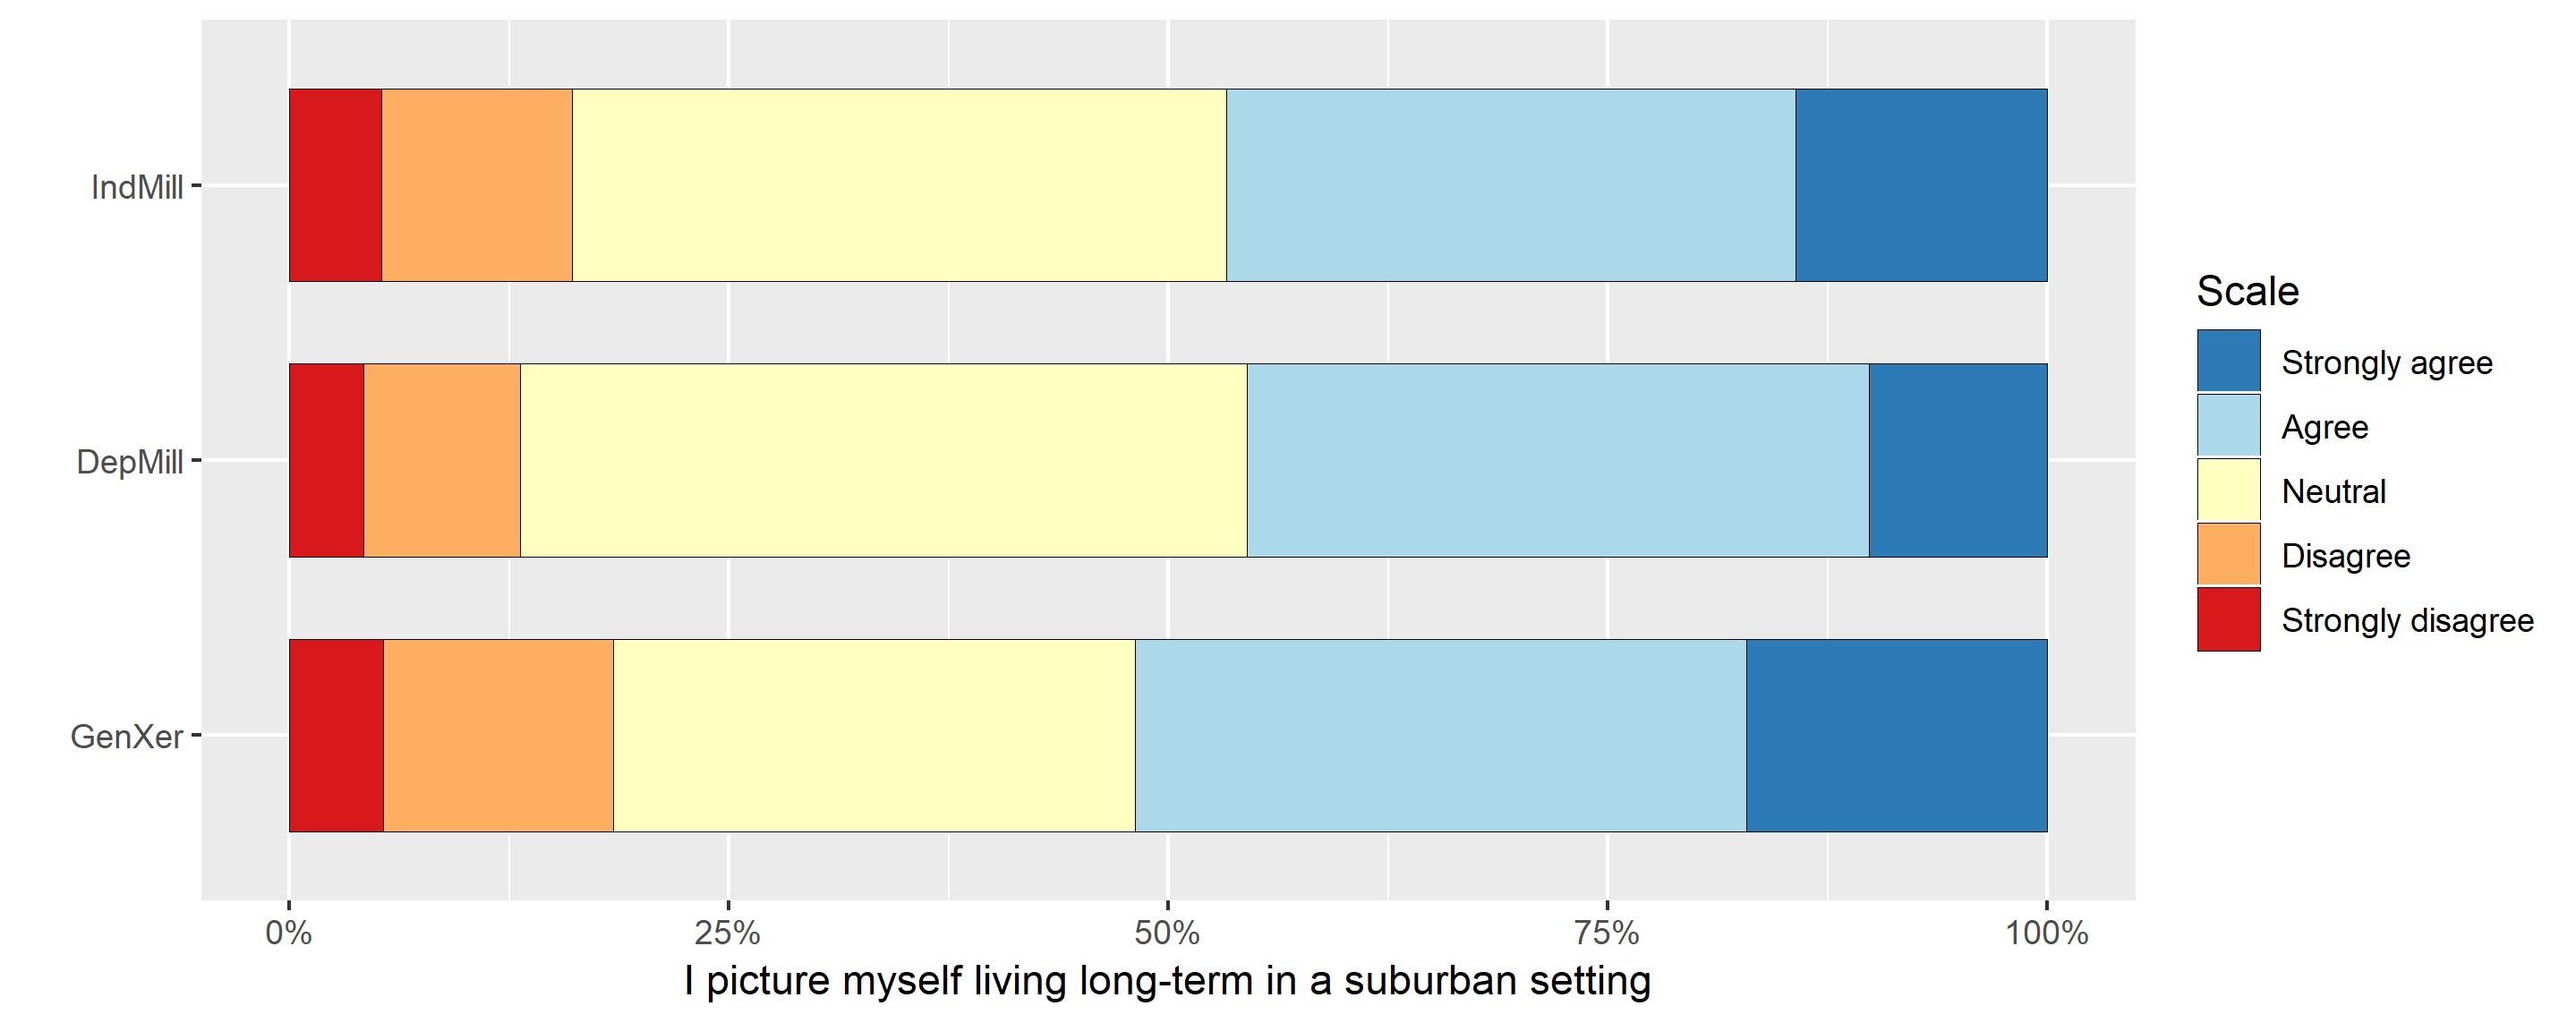 IndMill
DepMill
GenXer
0% 25% 50% 75% 100%
I picture myself living long-term in a suburban setting
Scale
Strongly agree
Agree
Neutral
Disagree
Strongly disagree